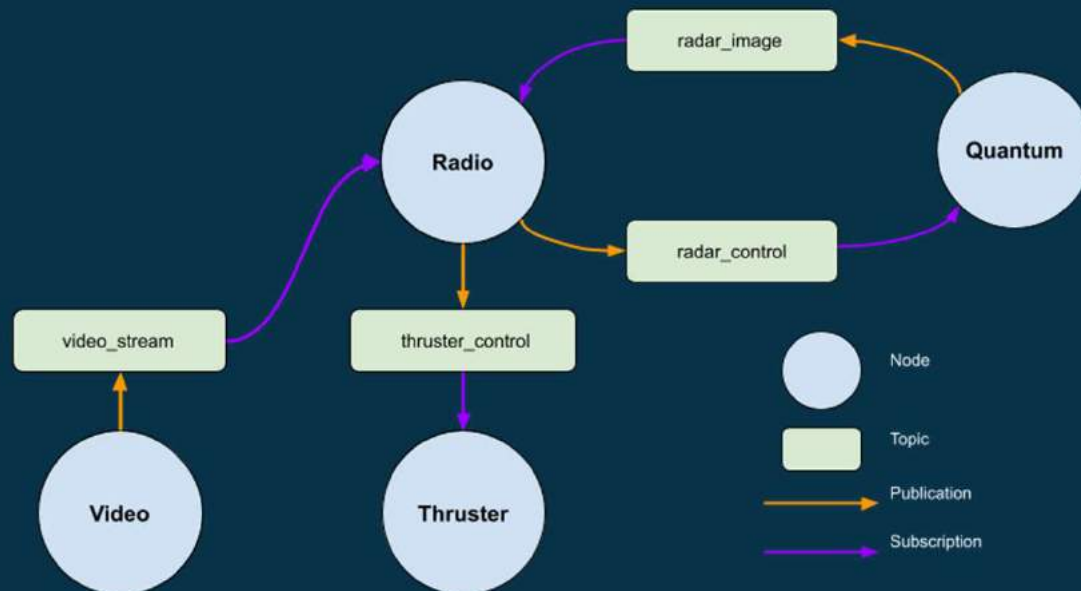 radar_image
Radio
Quantum
radar_control
video_stream
thruster_control
Node
Topic
Video
Thruster
Publication
Subscription